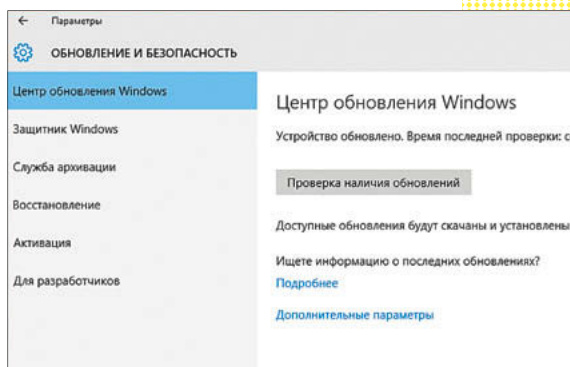 Параметры
ОБНОВЛЕНИЕ И БЕЗОПАСНОСТЬ
Центр обновления Windows
Защитник Windows
Служба архивации
Восстановление
Активация
Для разработчиков
Центр обновления Windows
Устройство обновлено. Время последней проверки: с
Проверка наличия обновлений
Доступные обновления будут скачаны и установлены
Ищете информацию о последних обновлениях?
Подробнее
Дополнительные параметры